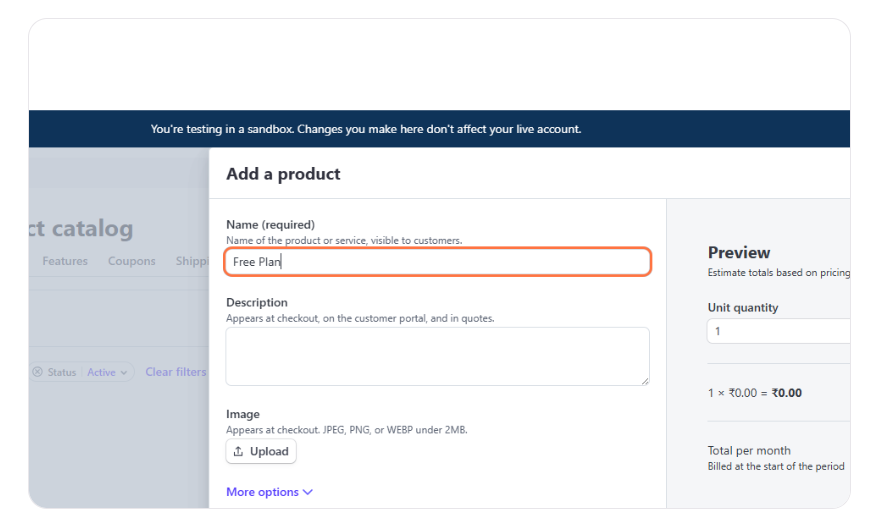 You're testing in a sandbox. Changes you make here don't affect your live account.
Add a product
catalog
Features Coupons
Status Active
Clear filters
Name (required)
Name of the product or service, visible to customers.
Free Plan
Description
Appears at checkout, on the customer portal, and in quotes.
Image
Appears at checkout. JPEG, PNG, or WEBP under 2MB.
Upload
More options
Preview
Estimate totals based on pricing
Unit quantity
1
1 × ₹0.00 = ₹0.00
Total per month
Billed at the start of the period